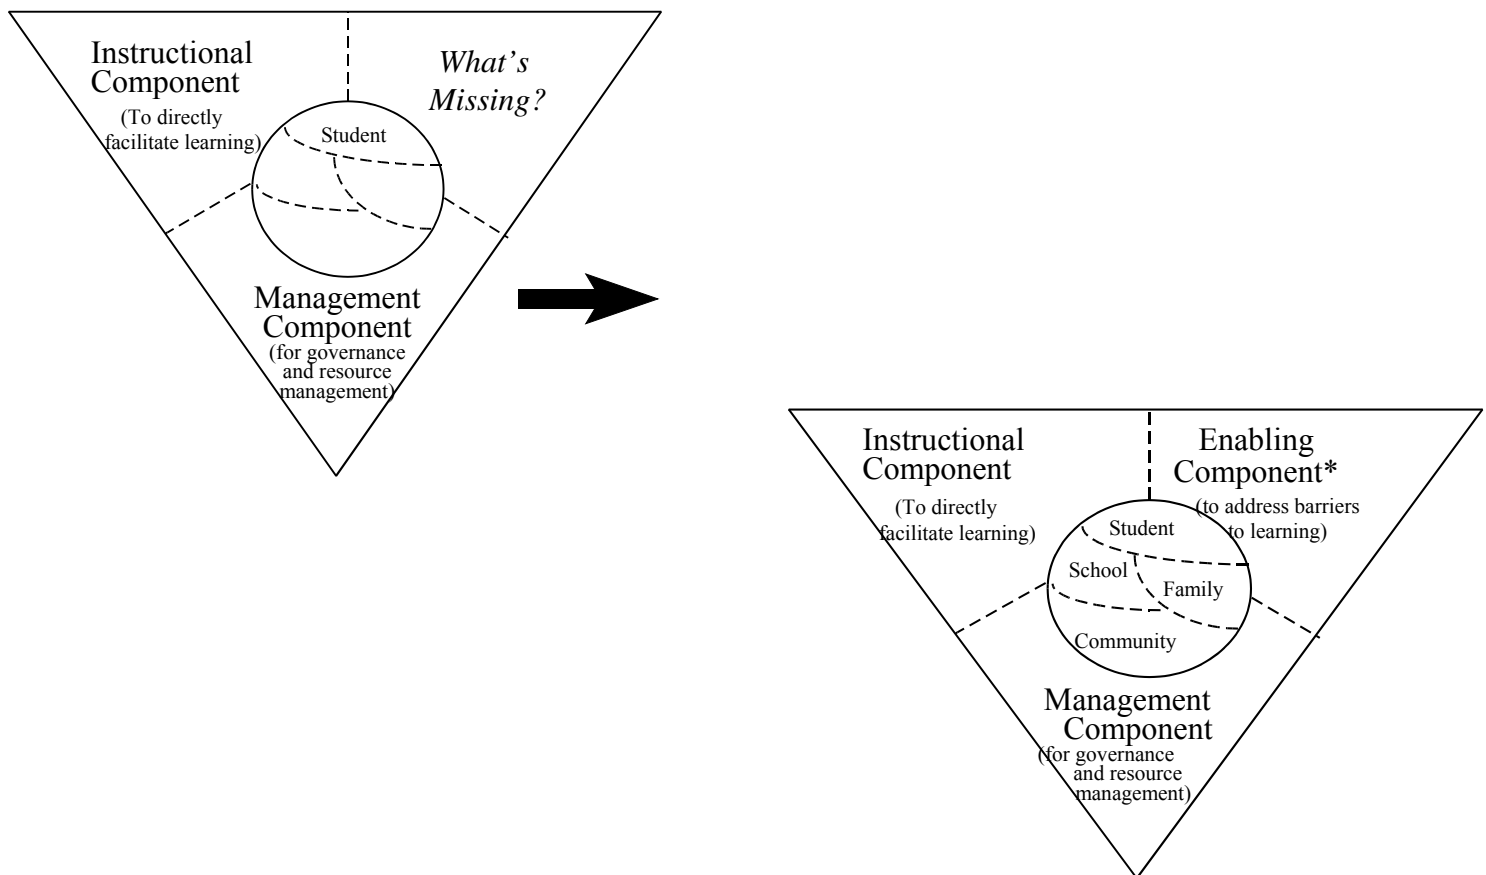 Instructional
Component
(To directly
facilitate learning)
What's
Missing?
Student
Management
Component
(for governance
and resource
management)
Instructional
Component
(To directly
facilitate learning)
Enabling
Component*
(to address barriers
to learning)
Student
School
Family
Community
Management
Component
(for governance
and resource
management)